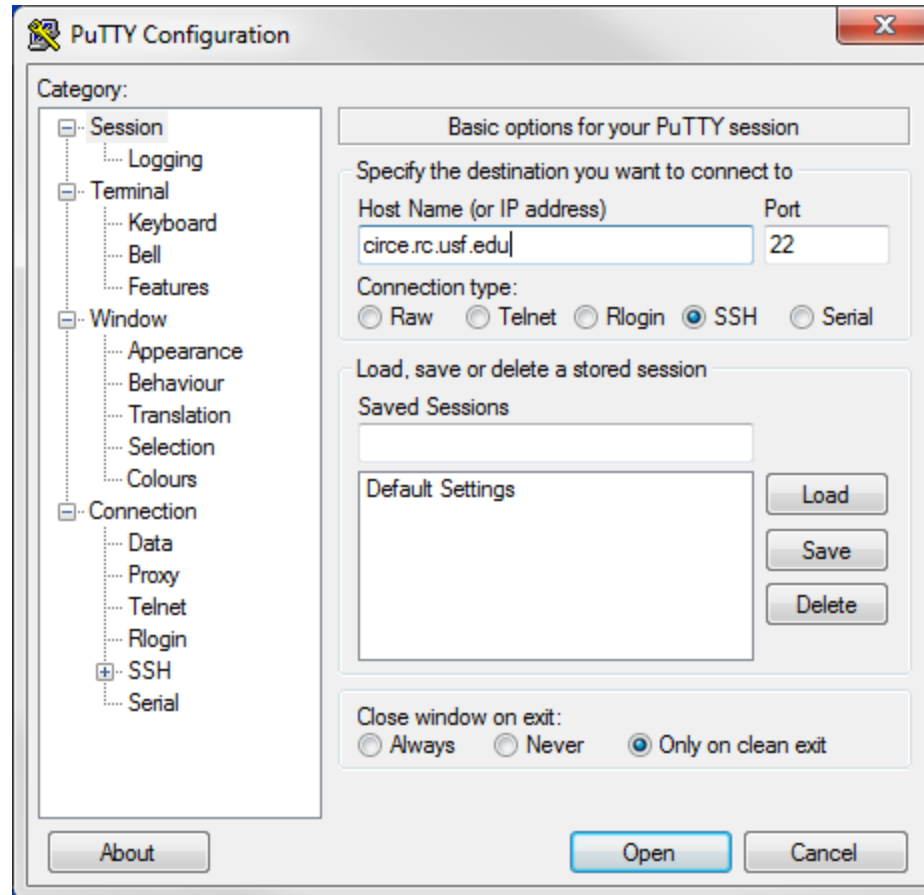 PuTTY Configuration
Category:
Session
Logging
Terminal
Keyboard
Bell
Features
Window
Appearance
Behaviour
Translation
Selection
Colours
Connection
Data
Proxy
Telnet
Rlogin
SSH
Serial
Basic options for your PuTTY session
Specify the destination you want to connect to
Host Name (or IP address) Port
circe.rc.usf.edu 22
Connection type:
Raw Telnet Rlogin SSH Serial
Load, save or delete a stored session
Saved Sessions
Default Settings
Load
Save
Delete
Close window on exit:
Always Never Only on clean exit
About Open Cancel